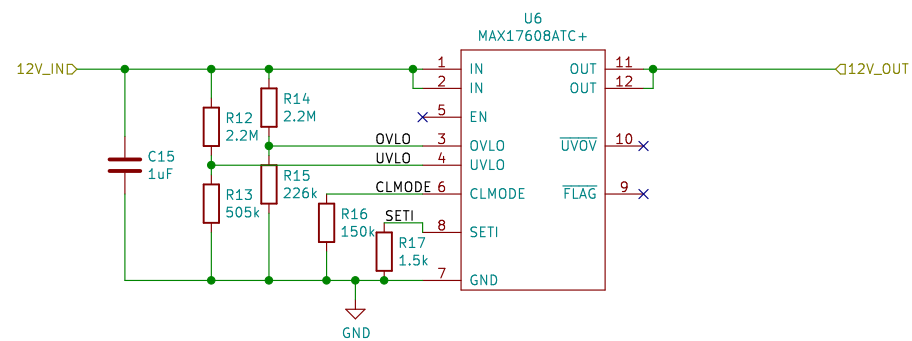 U6
MAX17608ATC+
12V_IN
1
IN
OUT
11
12V_OUT
2
IN
OUT
12
R14
2.2M
R12
2.2M
5
EN
OVLO
3
OVLO
UVOV
10
C15
1uF
UVLO
4
UVLO
R15
226k
R13
505k
CLMODE
6
CLMODE
FLAG
9
R16
150k
SETI
8
SETI
R17
1.5k
7
GND
GND